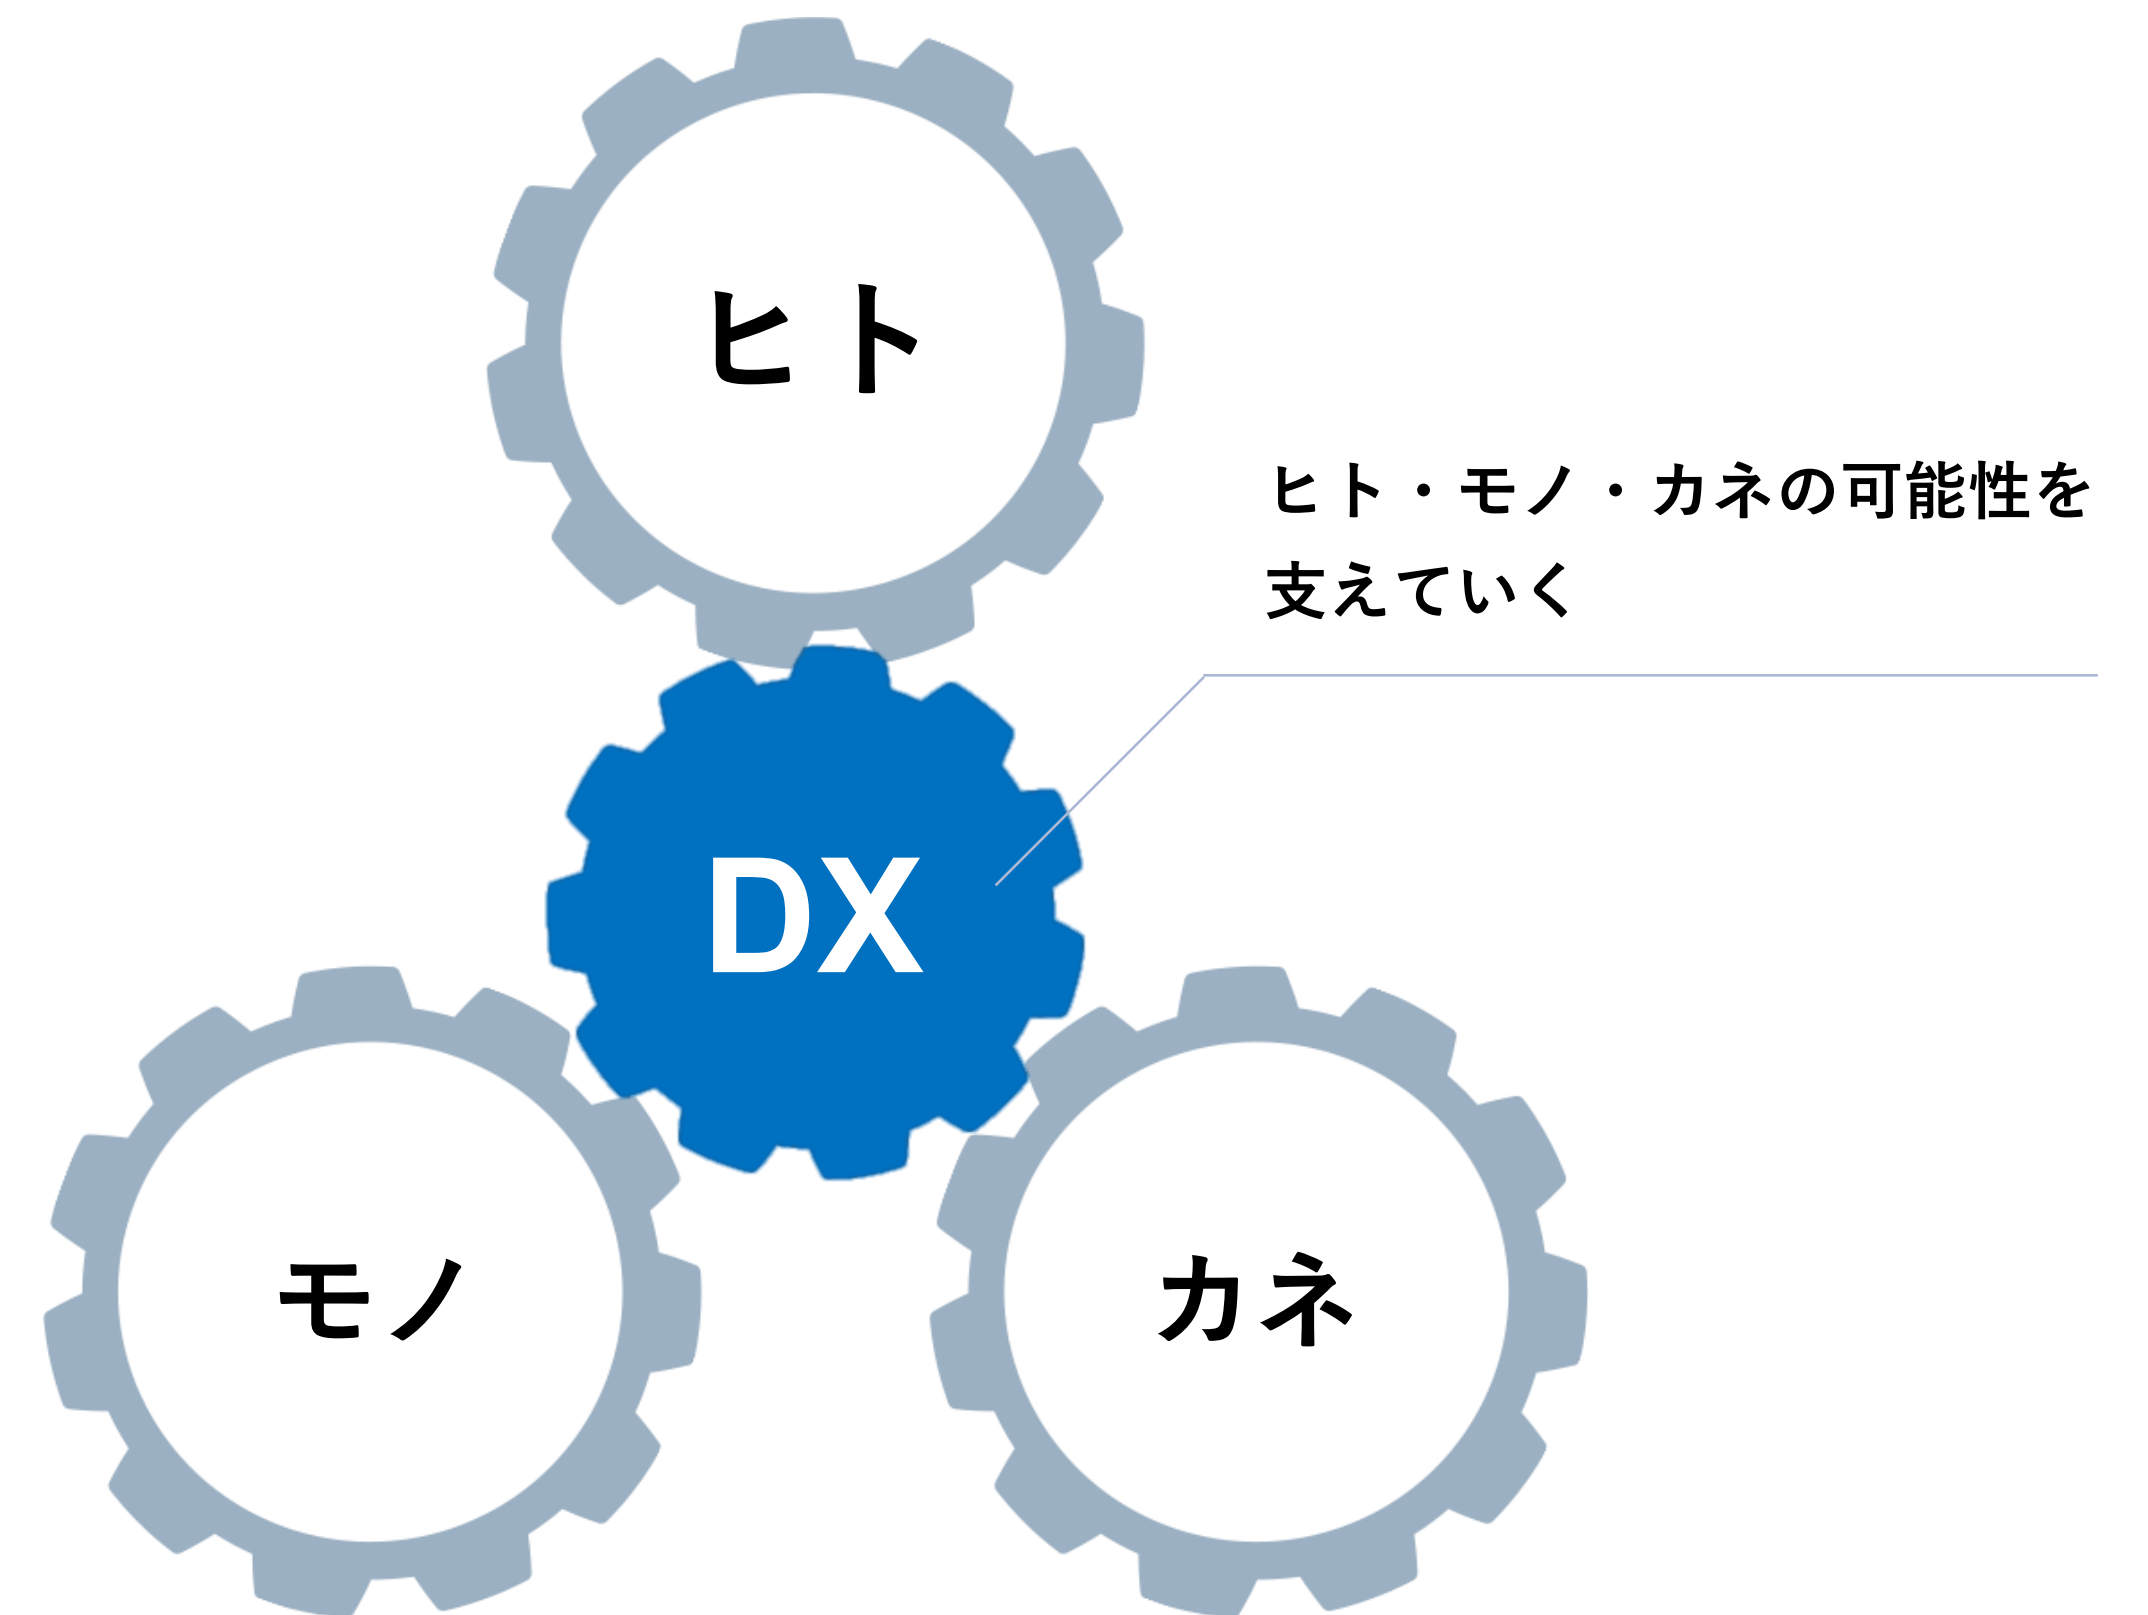 ヒト
ヒト・モノ・カネの可能性を
支えていく
DX
モノ
カネ